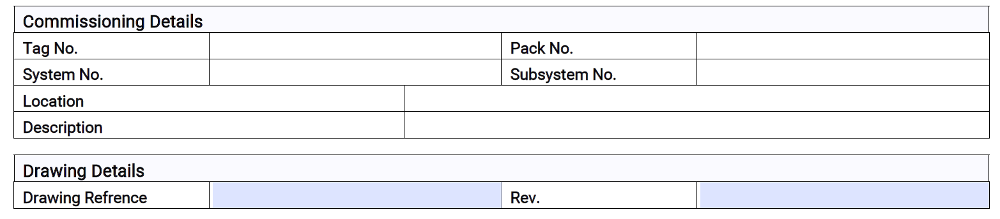 Commissioning Details
Tag No. Pack No.
System No. Subsystem No.
Location
Description
Drawing Details
Drawing Refrence Rev.